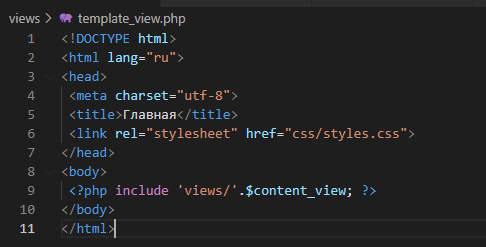 views > template_view.php
1 <!DOCTYPE html>
2 <html lang="ru">
3 <head>
4 <meta charset="utf-8">
5 <title>Главная</title>
6 <link rel="stylesheet" href="css/styles.css">
7 </head>
8 <body>
9 <?php include 'views/'.$content_view; ?>
10 </body>
11 </html>